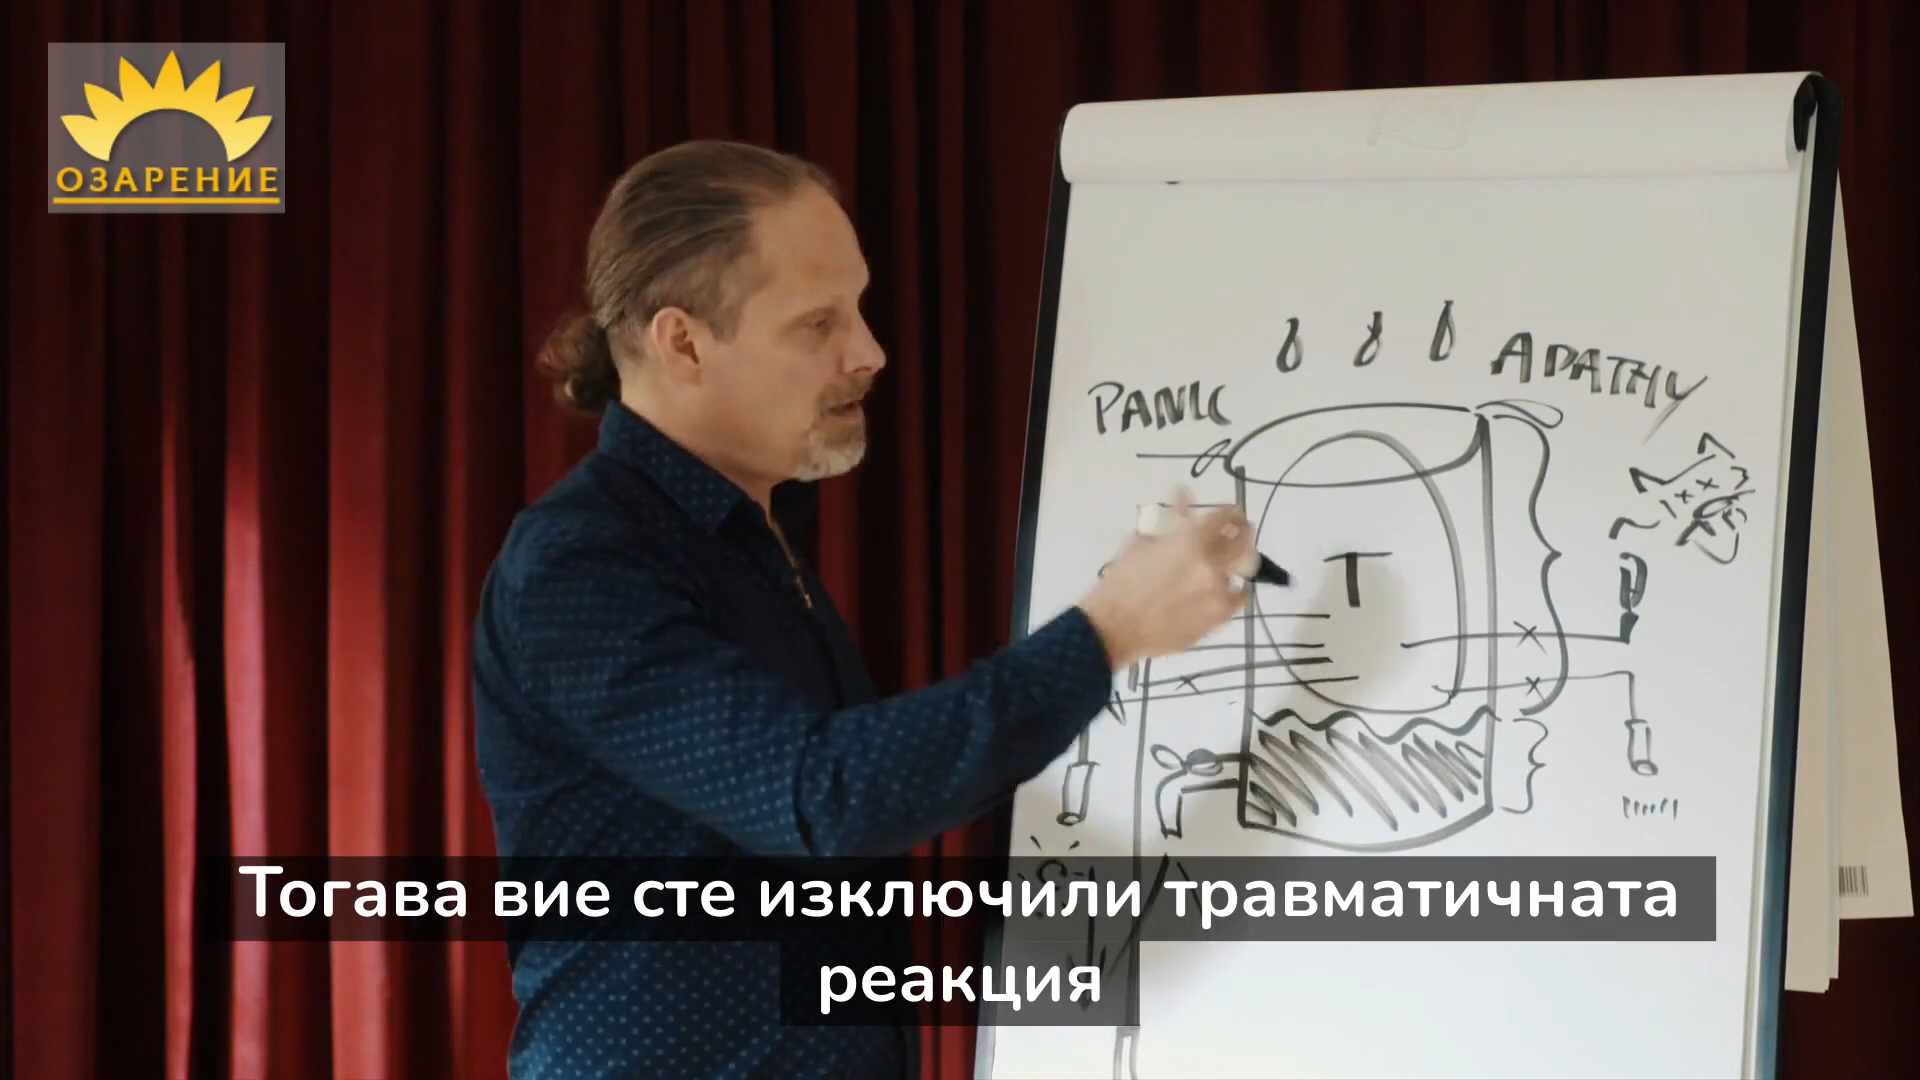 ОЗАРЕНИЕ
PANIC
APATHY
T
Тогава вие сте изключили травматичната
реакция